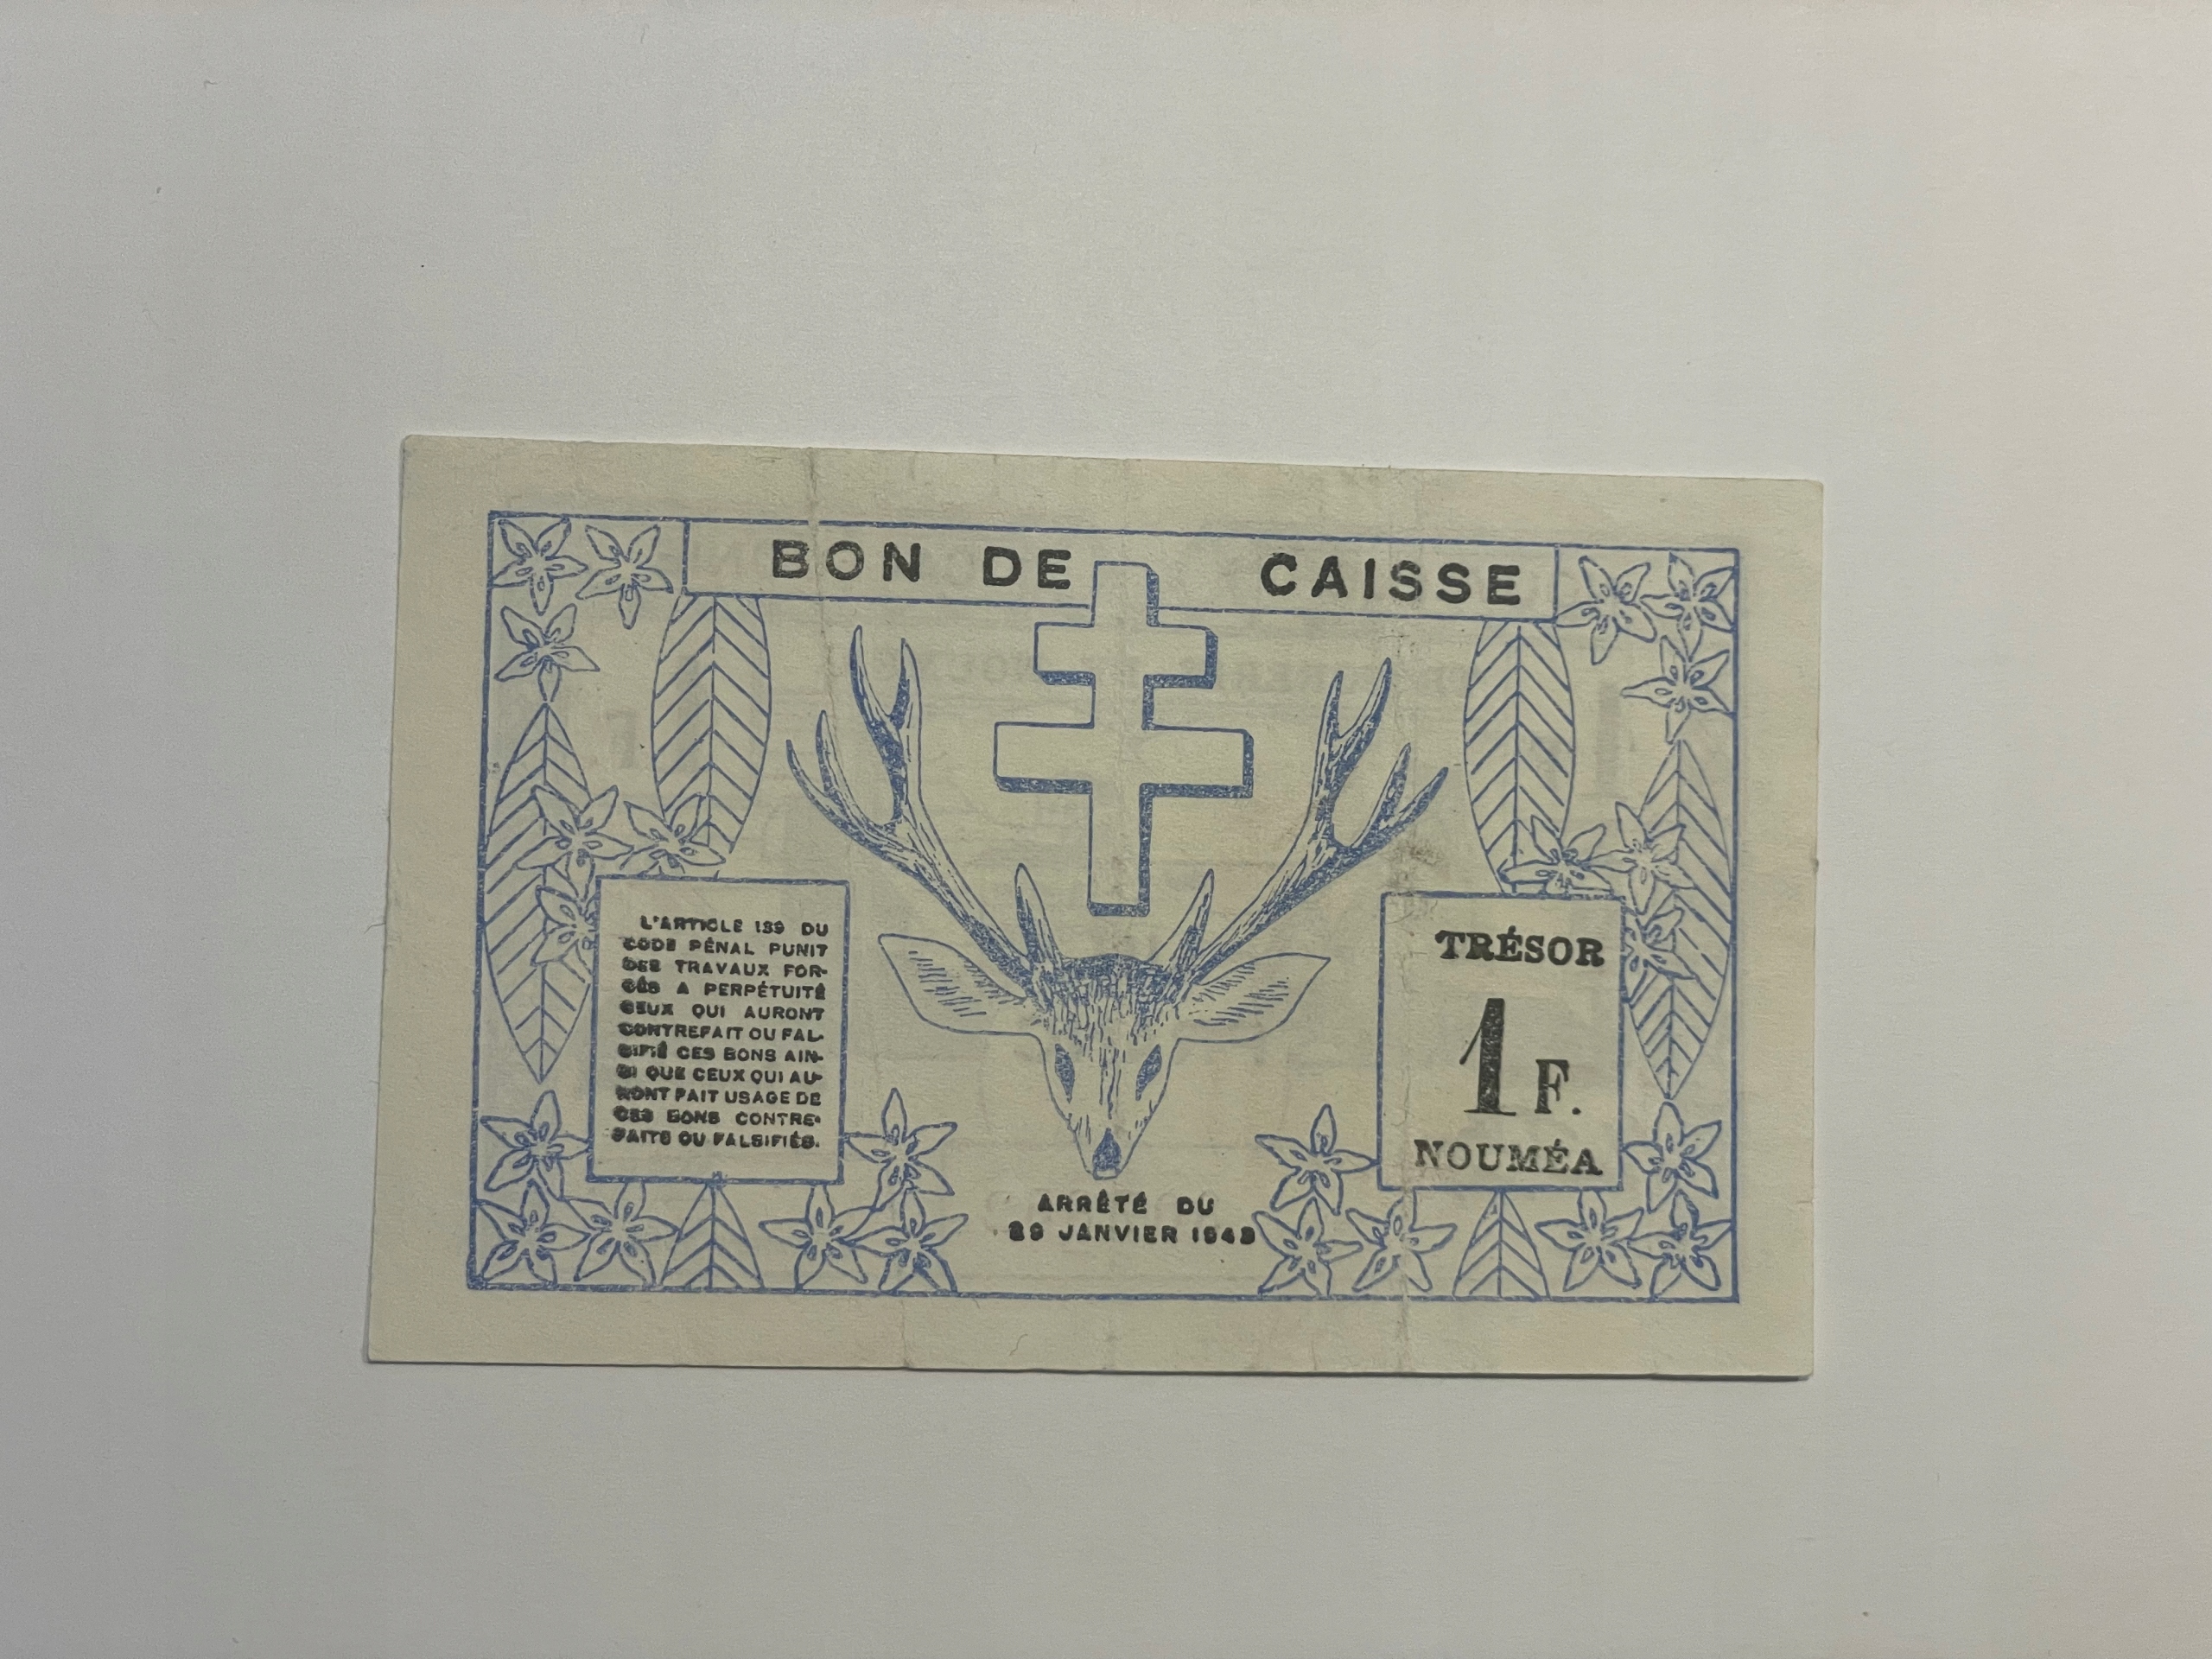 BON DE CAISSE
L'ARTICLE 139 DU
CODE PÉNAL PUNIT
DES TRAVAUX FOR-
CÉS A PERPÉTUITÉ
CEUX QUI AURONT
CONTREFAIT OU FAL-
SIFIÉ CES BONS AIN-
SI QUE CEUX QUI AU-
RONT FAIT USAGE DE
CES BONS CONTRE-
FAITS OU FALSIFIÉS.
TRÉSOR
1 F.
NOUMÉA
ARRÊTÉ DU
29 JANVIER 1943